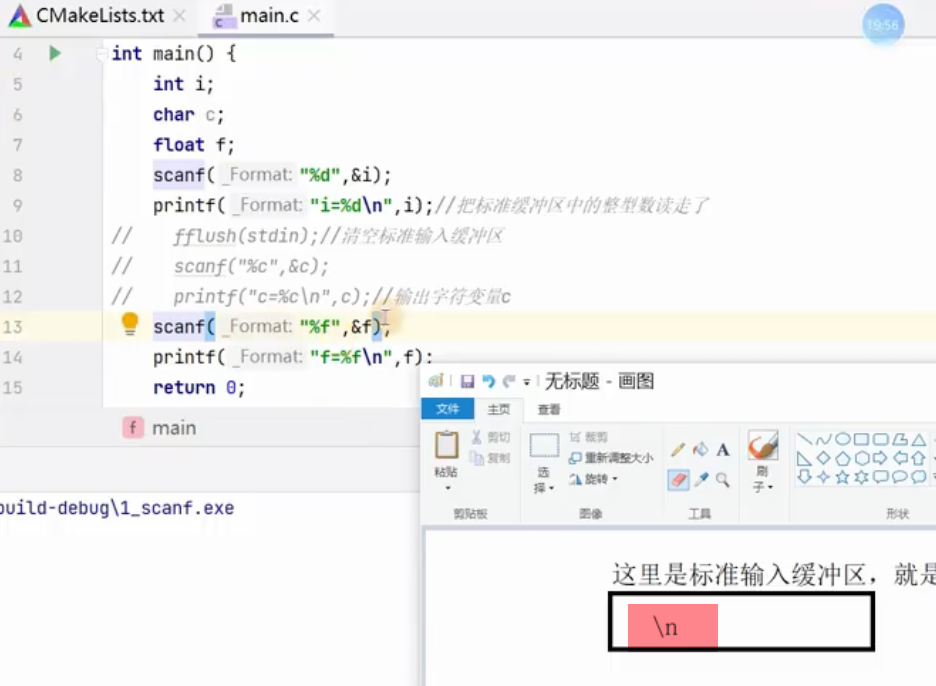 CMakeLists.txt main.c
19:56
4 int main() {
5 int i;
6 char c;
7 float f;
8 scanf( _Format: "%d",&i);
9 printf( _Format: "i=%d\n",i);//把标准缓冲区中的整型数读走了
10 // fflush(stdin);//清空标准输入缓冲区
11 // scanf("%c",&c);
12 // printf("c=%c\n",c);//输出字符变量c
13 scanf( _Format: "%f",&f);
14 printf( _Format: "f=%f\n",f);
15 return 0;
f main
build-debug\1_scanf.exe
无标题 - 画图
文件 主页 查看
粘贴 剪切 复制
剪贴板
选择 裁剪 重新调整大小 旋转
图像
A
工具
刷子
形状
这里是标准输入缓冲区，就是
\n